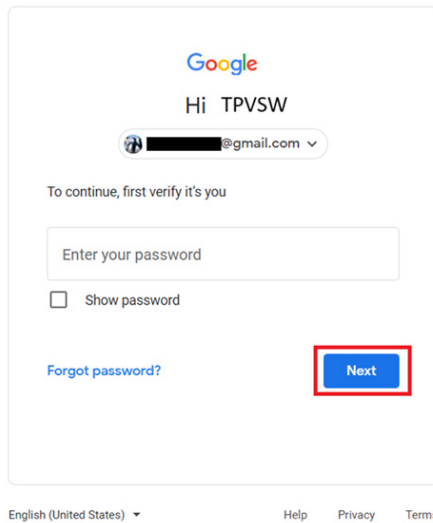 Google
Hi TPVSW
@gmail.com
To continue, first verify it's you
Enter your password
Show password
Forgot password?
Next
English (United States)
Help Privacy